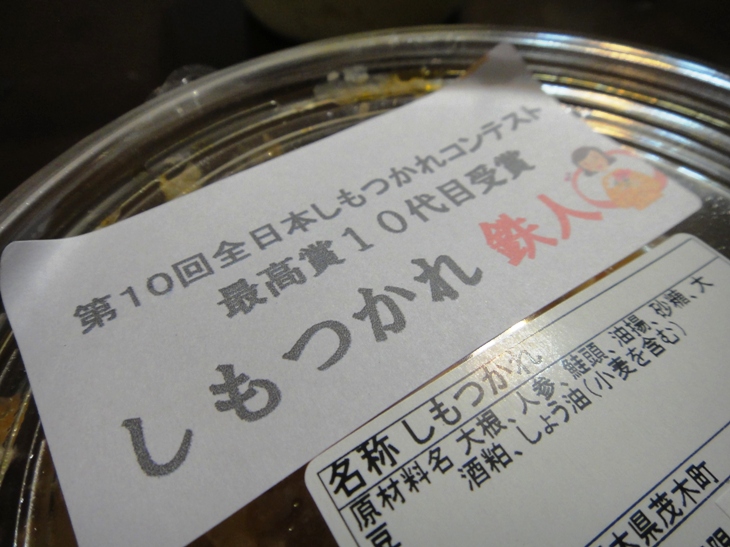 第10回全日本しもつかれコンテスト
最高賞10代目受賞
しもつかれ 鉄人
名称 しもつかれ
原材料名 大根、人参、鮭頭、油揚、砂糖、大
豆
酒粕、しょう油(小麦を含む)
木県茂木町
限